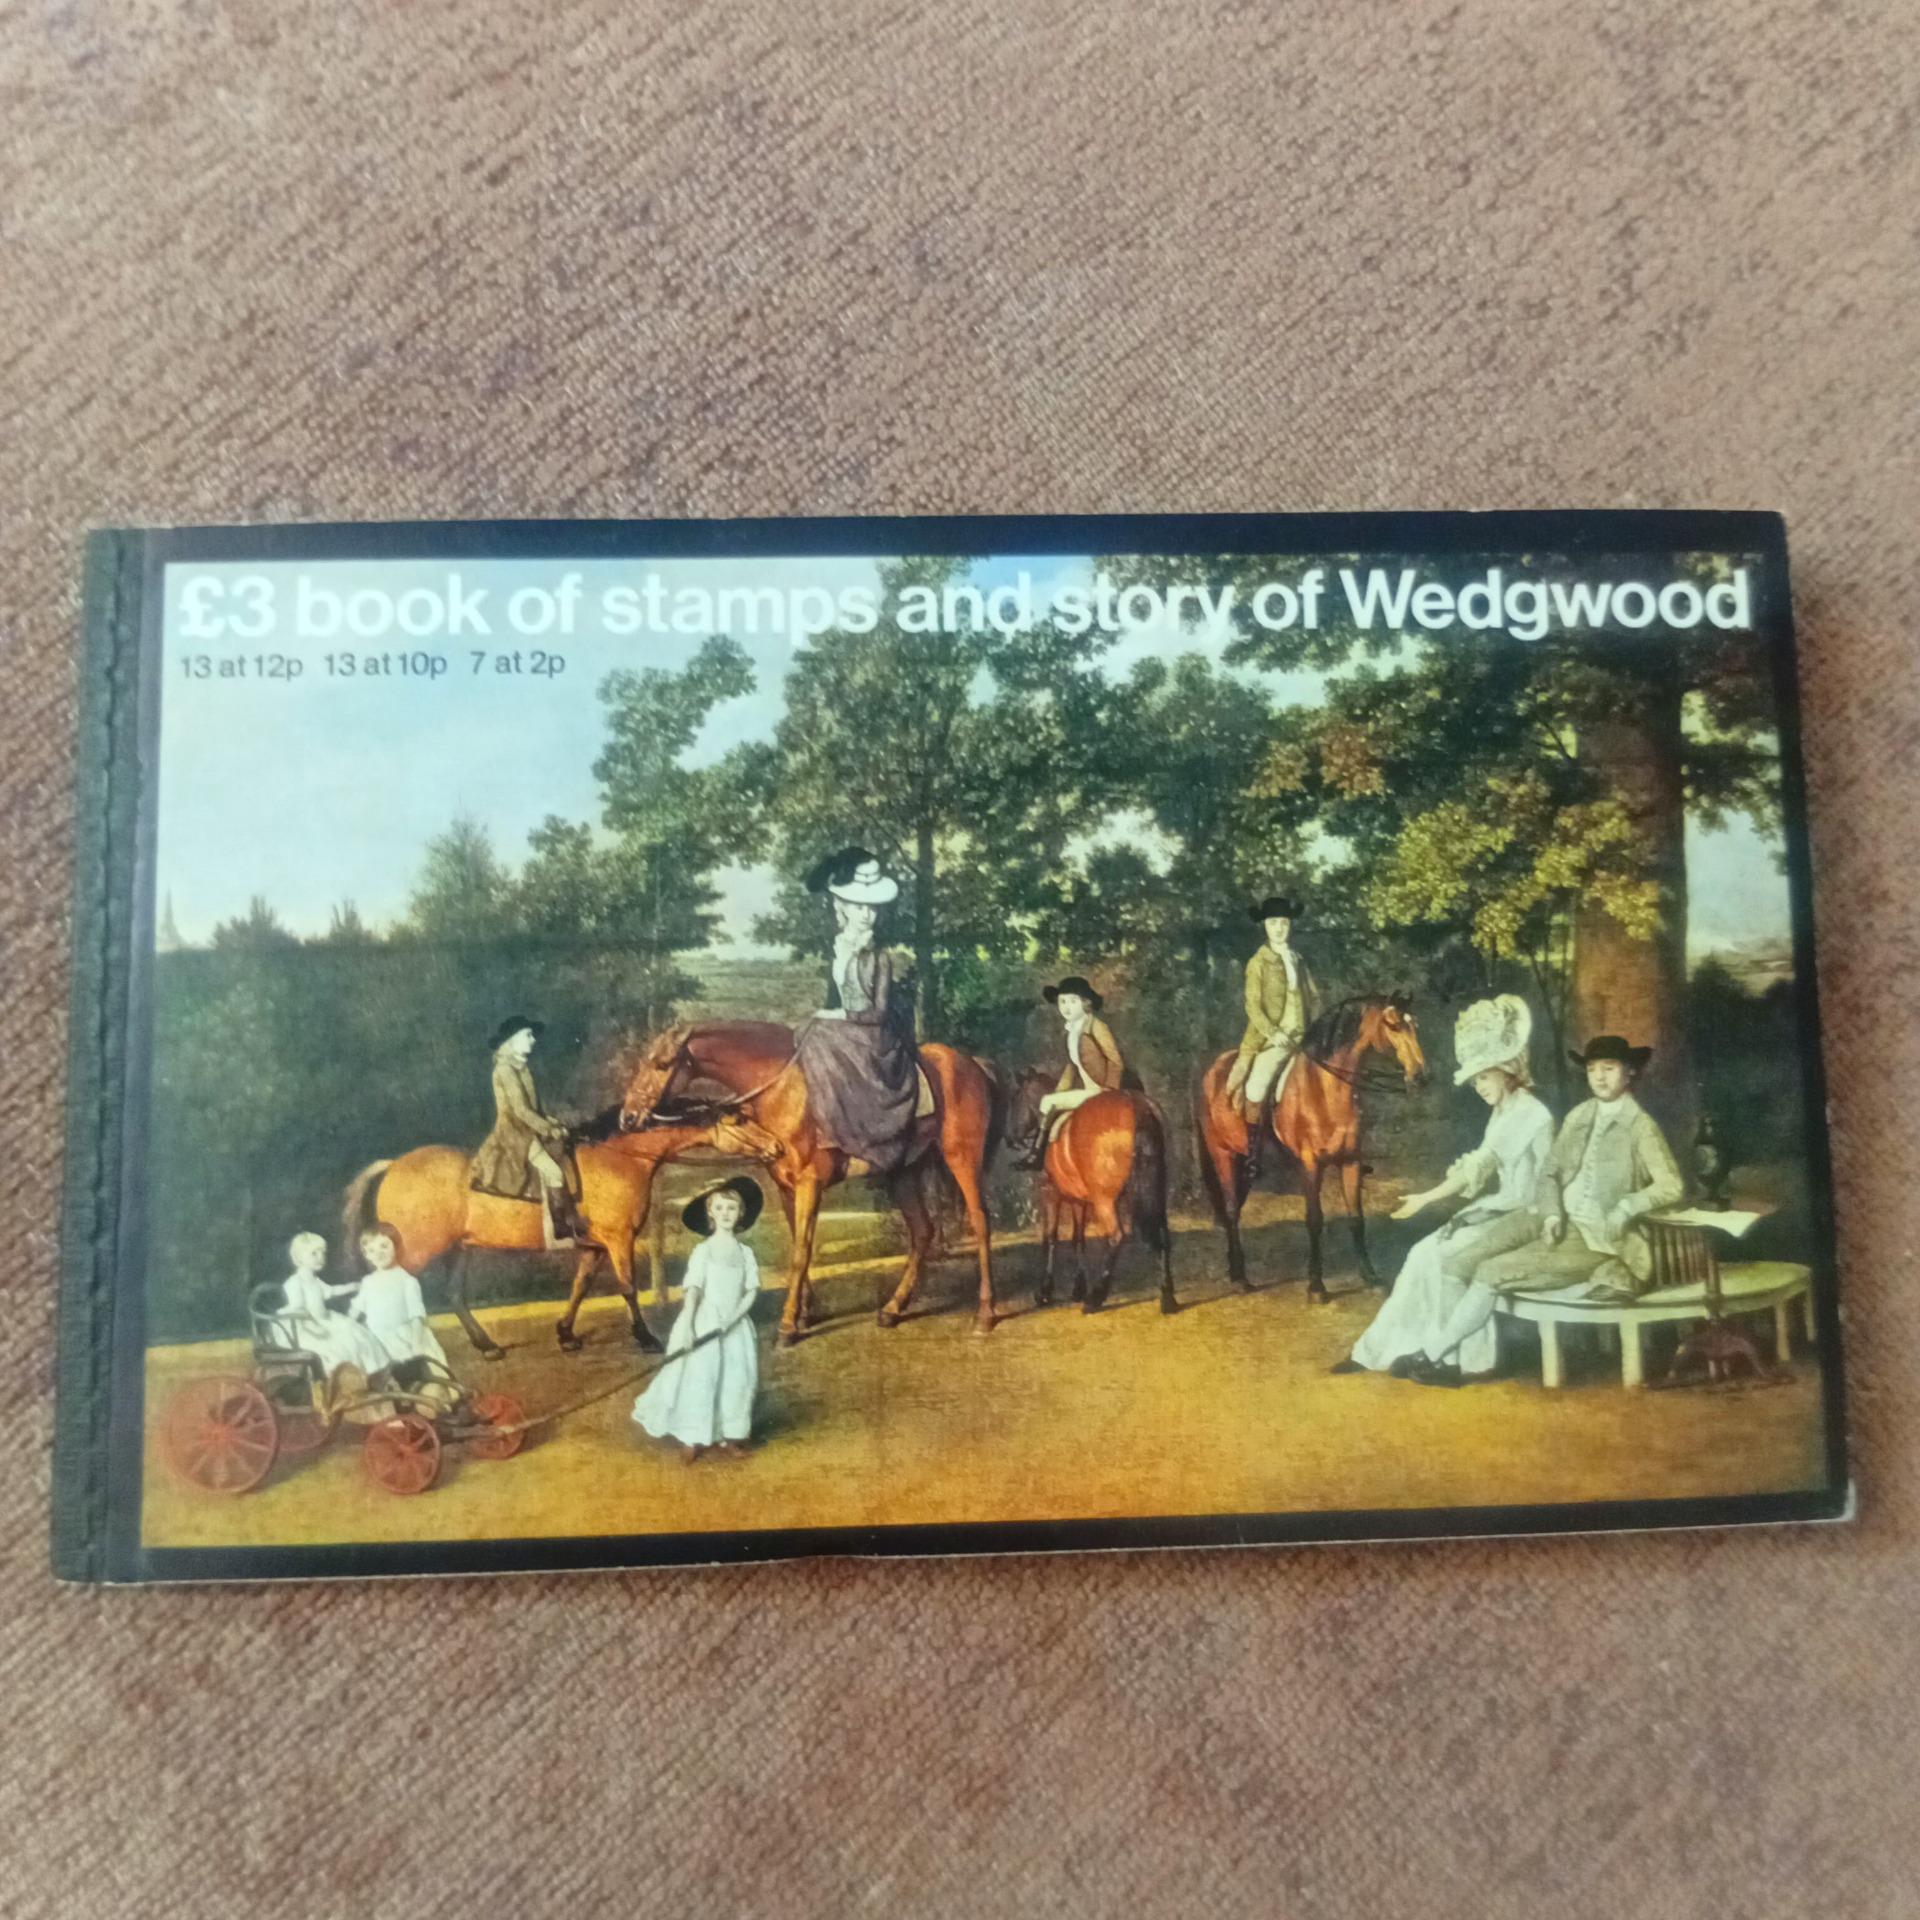 £3 book of stamps and story of Wedgwood
13 at 12p 13 at 10p 7 at 2p